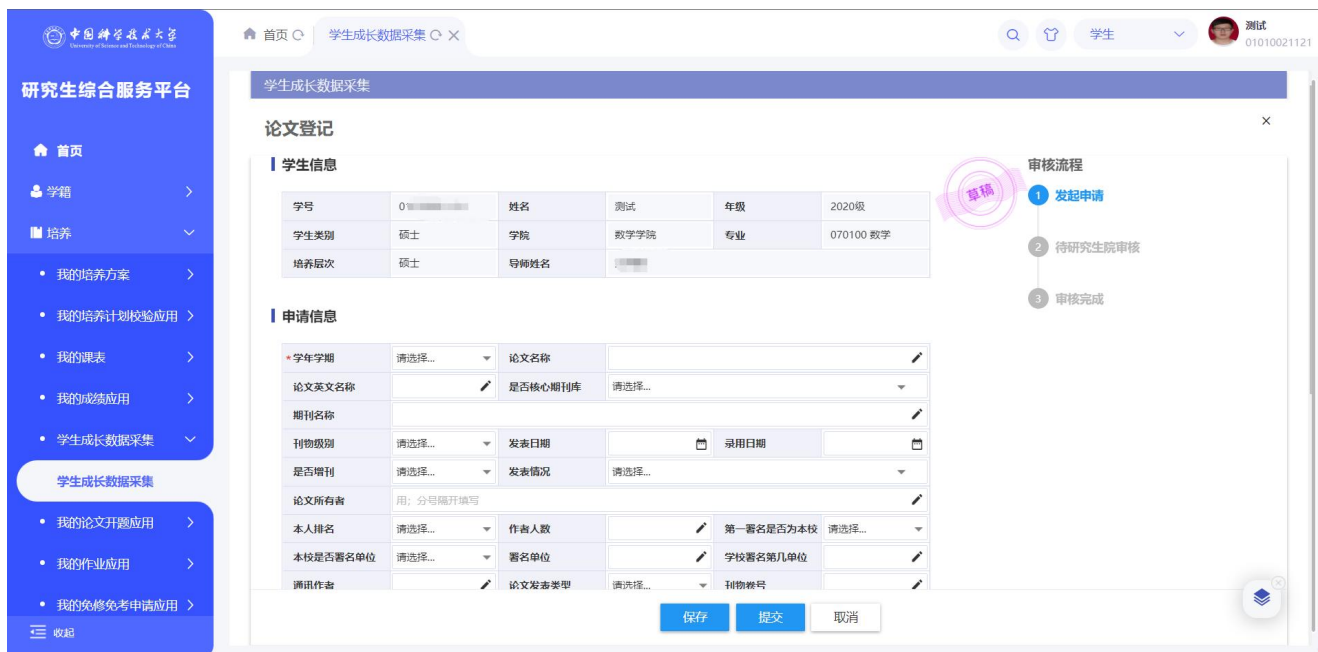 中国科学技术大学
University of Science and Technology of China
首页
学生成长数据采集
学生
测试
01010021121
研究生综合服务平台
首页
学籍
培养
我的培养方案
我的培养计划校验应用
我的课表
我的成绩应用
学生成长数据采集
学生成长数据采集
我的论文开题应用
我的作业应用
我的免修免考申请应用
收起
学生成长数据采集
论文登记
学生信息
学号 01 姓名 测试 年级 2020级
学生类别 硕士 学院 数学学院 专业 070100 数学
培养层次 硕士 导师姓名
草稿
审核流程
1 发起申请
2 待研究生院审核
3 审核完成
申请信息
*学年学期 请选择... 论文名称
论文英文名称 是否核心期刊库 请选择...
期刊名称
刊物级别 请选择... 发表日期 录用日期
是否增刊 请选择... 发表情况 请选择...
论文所有者 用；分号隔开填写
本人排名 请选择... 作者人数 第一署名是否为本校 请选择...
本校是否署名单位 请选择... 署名单位 学校署名第几单位
通讯作者 论文发表类型 请选择... 刊物卷号
保存 提交 取消